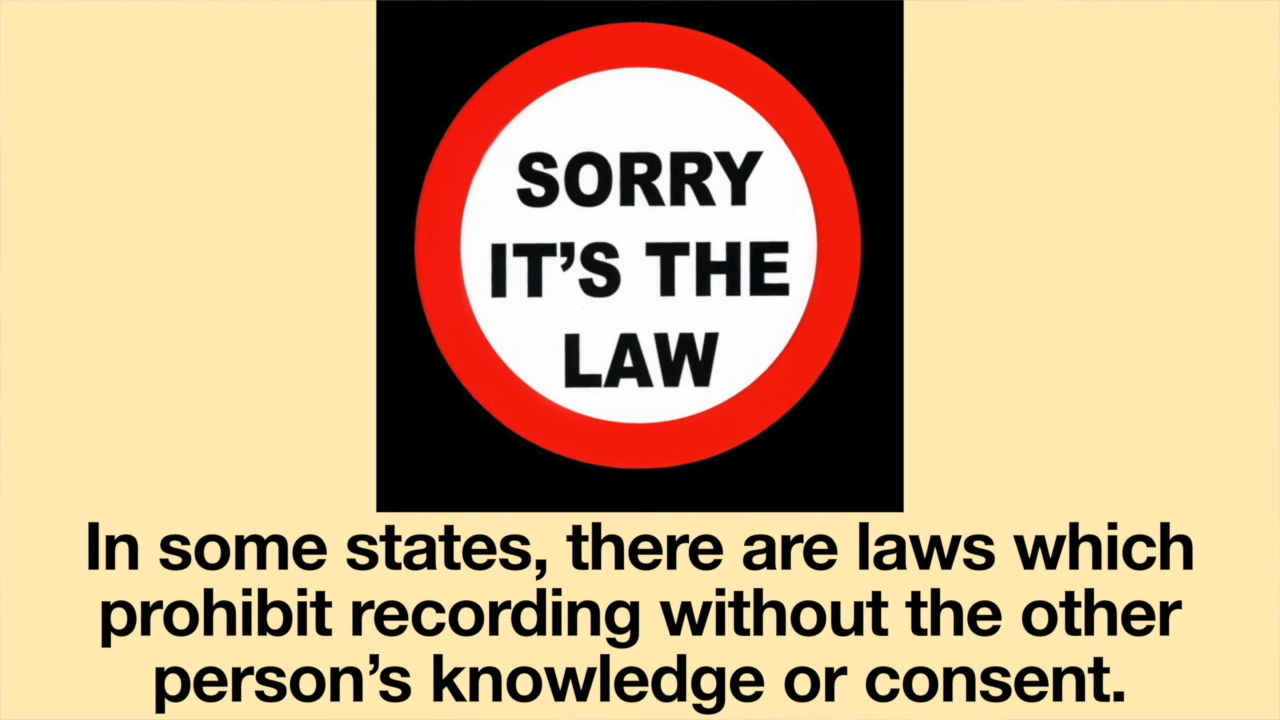 SORRY
IT’S THE
LAW
In some states, there are laws which
prohibit recording without the other
person’s knowledge or consent.